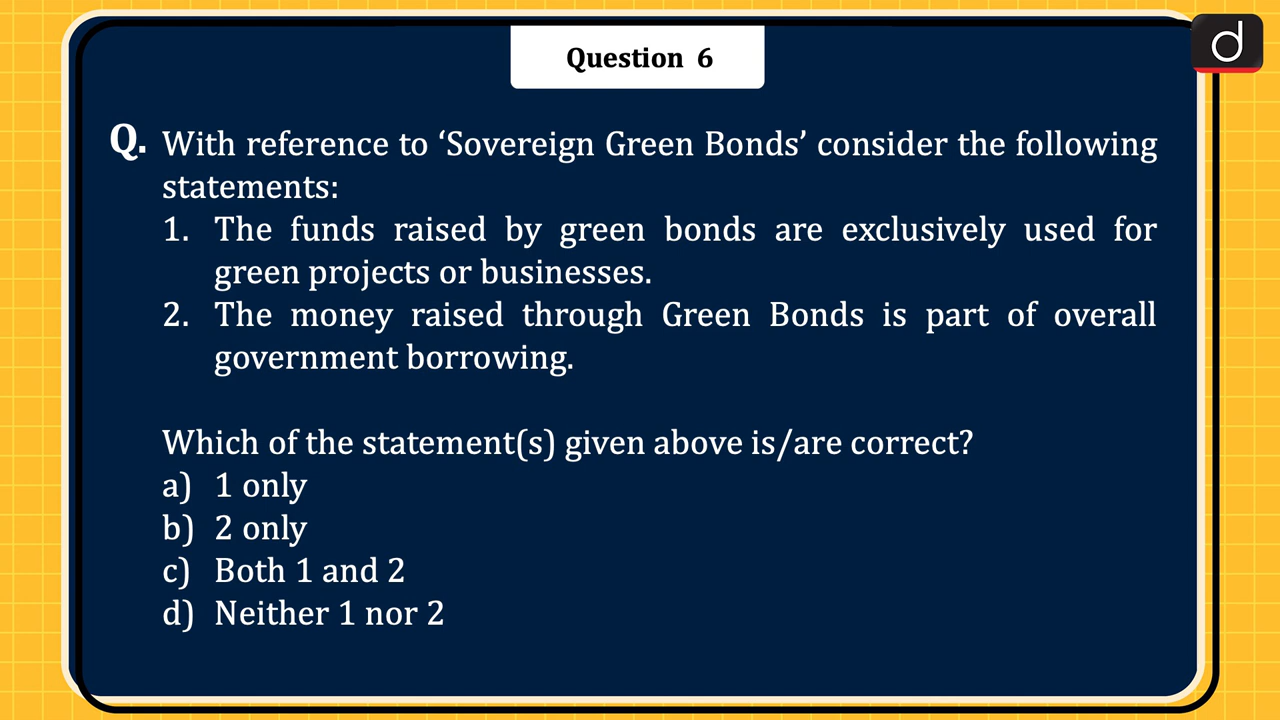 Question 6
d
Q. With reference to ‘Sovereign Green Bonds’ consider the following
statements:
1. The funds raised by green bonds are exclusively used for
green projects or businesses.
2. The money raised through Green Bonds is part of overall
government borrowing.
Which of the statement(s) given above is/are correct?
a) 1 only
b) 2 only
c) Both 1 and 2
d) Neither 1 nor 2